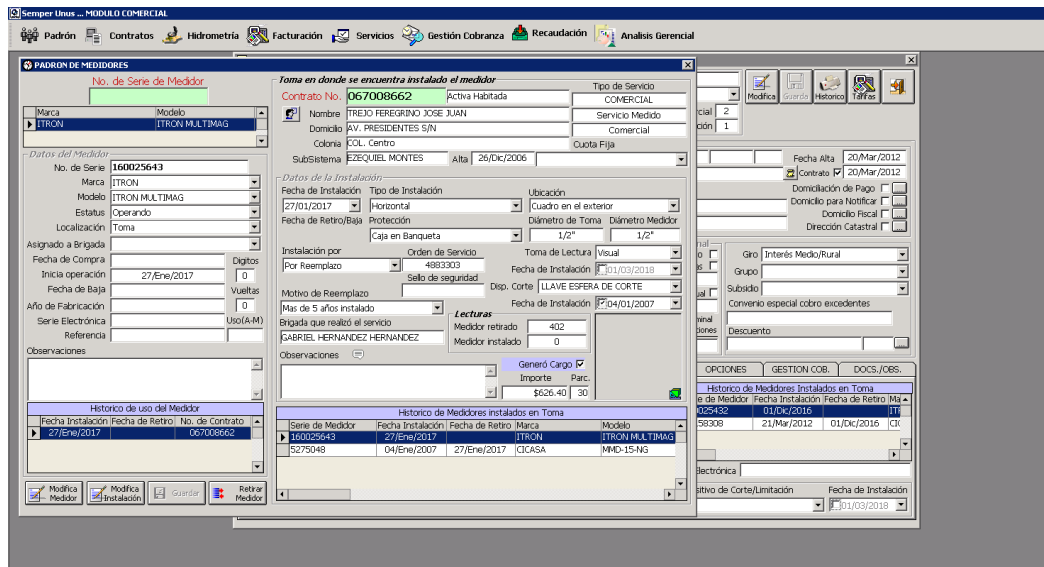 Semper Unus ... MODULO COMERCIAL
Padrón Contratos Hidrometría Facturación Servicios Gestión Cobranza Recaudación Analisis Gerencial
PADRON DE MEDIDORES
No. de Serie de Medidor
Marca Modelo
ITRON ITRON MULTIMAG
Datos del Medidor
No. de Serie 160025643
Marca ITRON
Modelo ITRON MULTIMAG
Estatus Operando
Localización Toma
Asignado a Brigada
Fecha de Compra Digitos
Inicia operación 27/Ene/2017 0
Fecha de Baja Vueltas
Año de Fabricación 0
Serie Electrónica Uso(A-M)
Referencia
Observaciones
Historico de uso del Medidor
Fecha Instalación Fecha de Retiro No. de Contrato
27/Ene/2017 067008662
Modifica Medidor Modifica Instalación Guardar Retirar Medidor
Toma en donde se encuentra instalado el medidor
Contrato No. 067008662 Activa Habitada
Nombre TREJO FEREGRINO JOSE JUAN
Domicilio AV. PRESIDENTES S/N
Colonia COL. Centro
SubSistema EZEQUIEL MONTES Alta 26/Dic/2006
Tipo de Servicio
COMERCIAL
Servicio Medido
Comercial
Cuota Fija
Datos de la Instalación
Fecha de Instalación Tipo de Instalación Ubicación
27/01/2017 Horizontal Cuadro en el exterior
Fecha de Retiro/Baja Protección Diámetro de Toma Diámetro Medidor
Caja en Banqueta 1/2" 1/2"
Instalación por Orden de Servicio Toma de Lectura Visual
Por Reemplazo 4883303 Fecha de Instalación 01/03/2018
Sello de seguridad Disp. Corte LLAVE ESFERA DE CORTE
Motivo de Reemplazo Fecha de Instalación 04/01/2007
Mas de 5 años instalado
Lecturas
Brigada que realizó el servicio Medidor retirado 402
GABRIEL HERNANDEZ HERNANDEZ Medidor instalado 0
Observaciones Generó Cargo
Importe Parc.
$626.40 30
Historico de Medidores instalados en Toma
Serie de Medidor Fecha Instalación Fecha de Retiro Marca Modelo
160025643 27/Ene/2017 ITRON ITRON MULTIMAG
5275048 04/Ene/2007 27/Ene/2017 CICASA MMD-15-NG
Modifica Guarda Historico Tarifas
cial 2
ción 1
Fecha Alta 20/Mar/2012
Contrato 20/Mar/2012
Domiciliación de Pago
Domicilio para Notificar
Domicilio Fiscal
Dirección Catastral
Giro Interés Medio/Rural
Grupo
Subsidio
Convenio especial cobro excedentes
Descuento
OPCIONES GESTION COB. DOCS./OBS.
Historico de Medidores Instalados en Toma
e de Medidor Fecha Instalación Fecha de Retiro Ma
025432 01/Dic/2016
58308 21/Mar/2012 01/Dic/2016 CIC
lectrónica
sitivo de Corte/Limitación Fecha de Instalación
01/03/2018